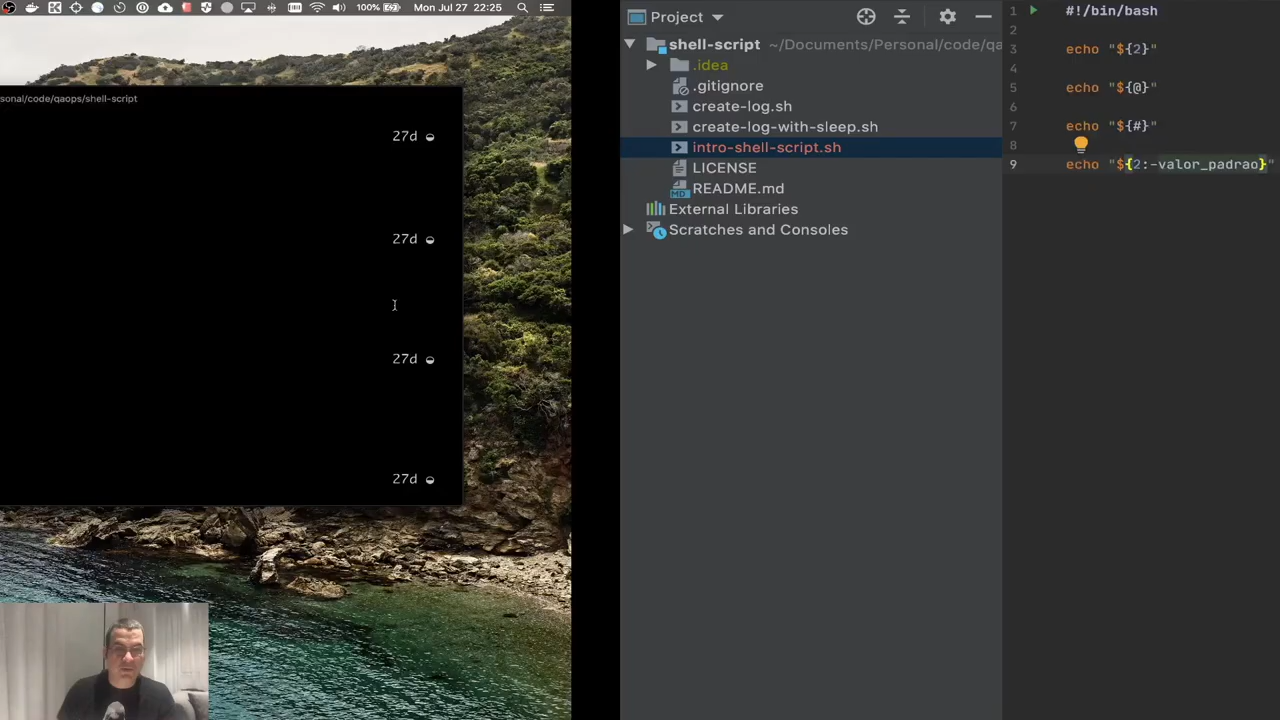 100% Mon Jul 27 22:25
sonal/code/qaops/shell-script
27d
27d
27d
27d
Project
shell-script ~/Documents/Personal/code/qa
.idea
.gitignore
create-log.sh
create-log-with-sleep.sh
intro-shell-script.sh
LICENSE
MD README.md
External Libraries
Scratches and Consoles
1 #!/bin/bash
2
3 echo "${2}"
4
5 echo "${@}"
6
7 echo "${#}"
8
9 echo "${2:-valor_padrao}"